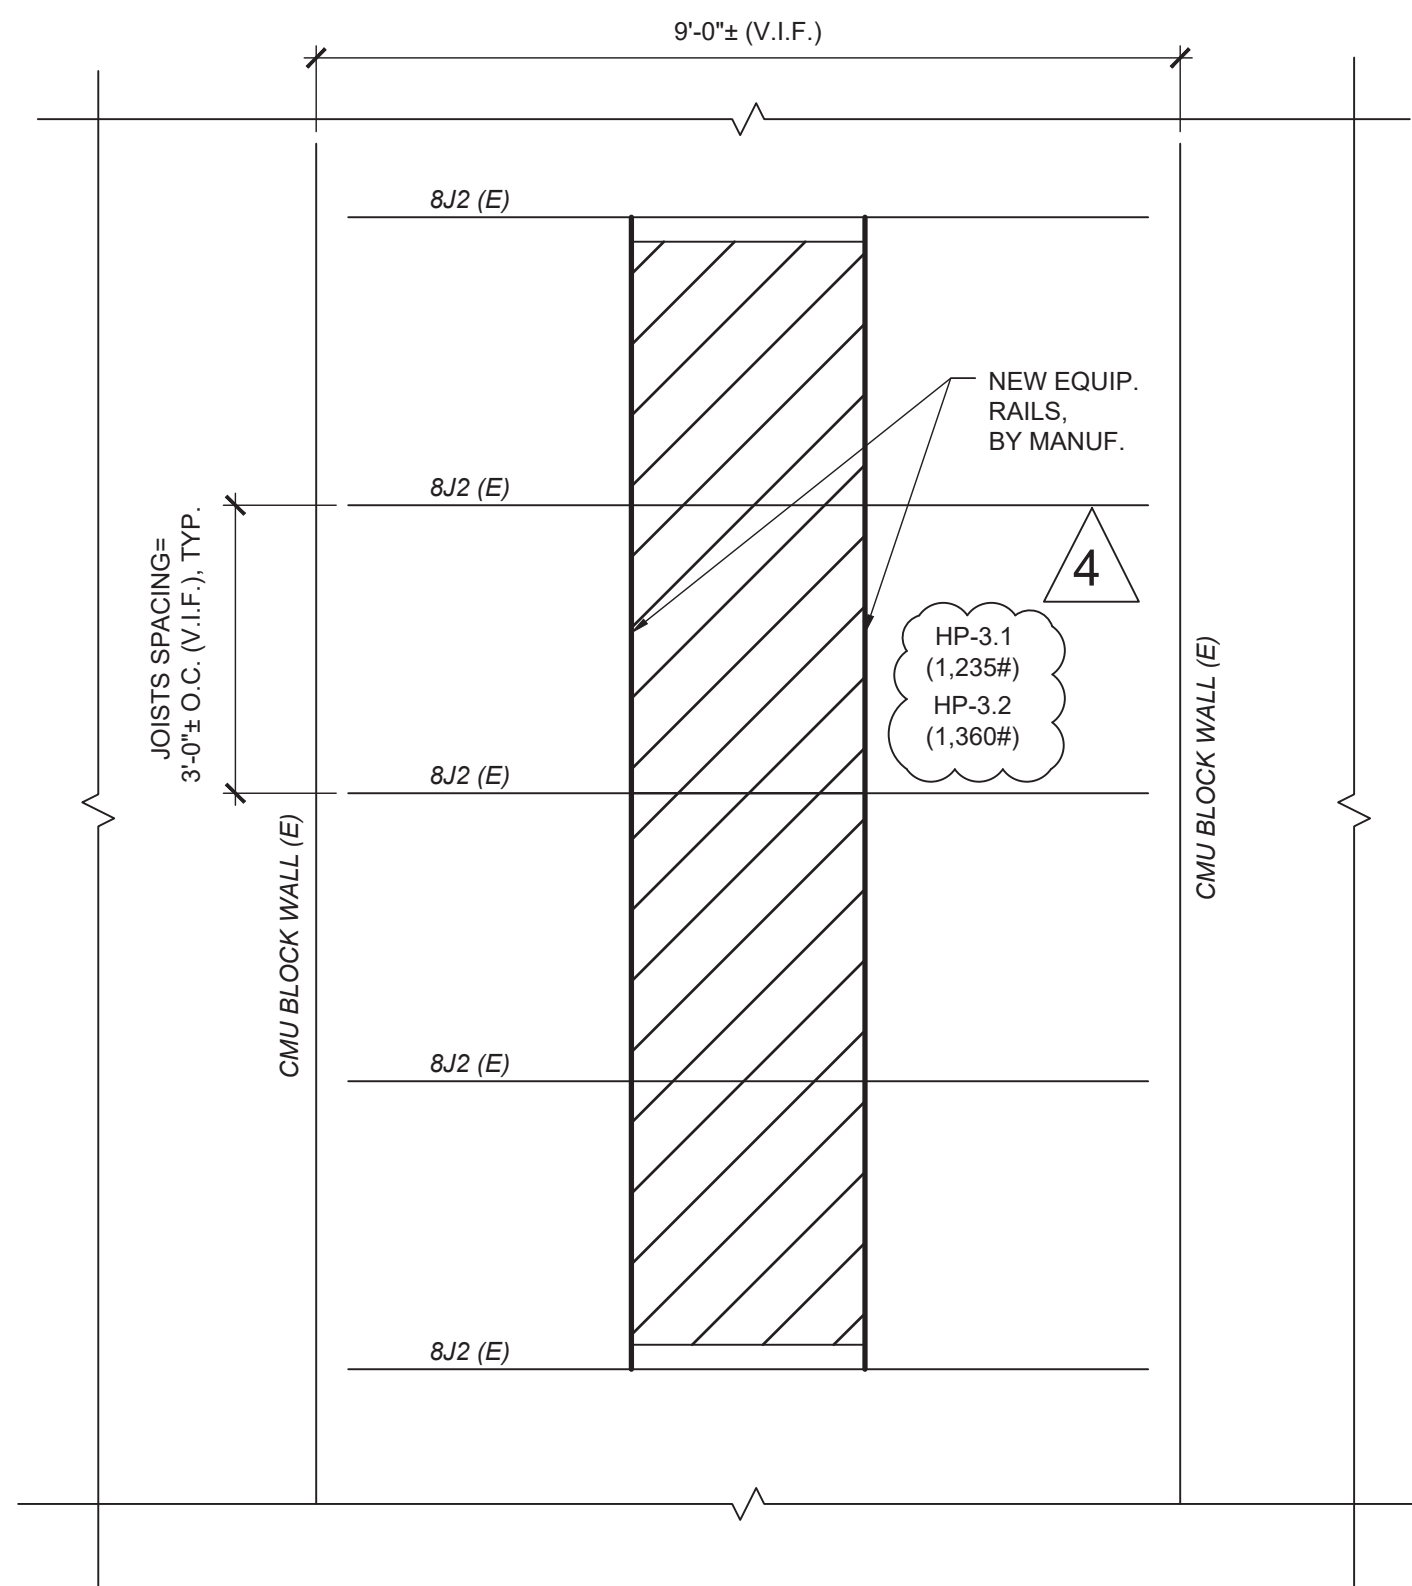 9'-0"± (V.I.F.)
8J2 (E)
NEW EQUIP.
RAILS,
BY MANUF.
8J2 (E)
JOISTS SPACING=
3'-0"± O.C. (V.I.F.), TYP.
4
HP-3.1
(1,235#)
HP-3.2
(1,360#)
CMU BLOCK WALL (E)
8J2 (E)
CMU BLOCK WALL (E)
8J2 (E)
8J2 (E)